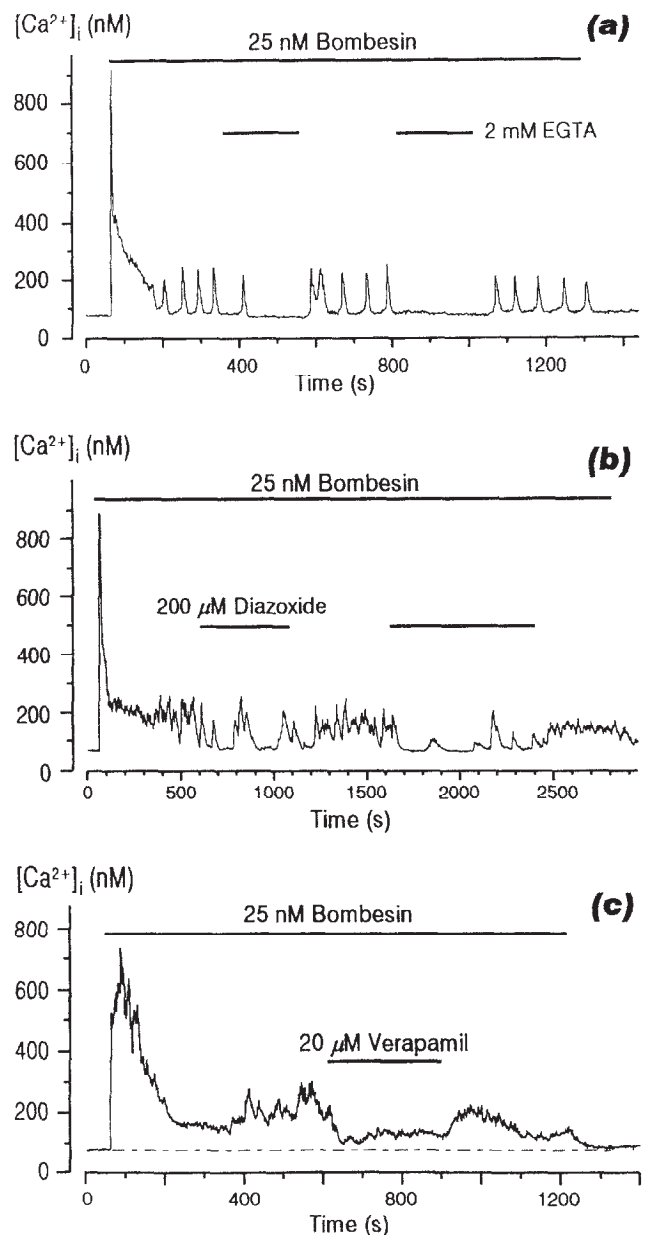 [Ca²⁺]ᵢ (nM)
(a)
25 nM Bombesin
800
2 mM EGTA
600
400
200
0
0 400 800 1200
Time (s)
[Ca²⁺]ᵢ (nM)
(b)
25 nM Bombesin
800
600
200 μM Diazoxide
400
200
0
0 500 1000 1500 2000 2500
Time (s)
[Ca²⁺]ᵢ (nM)
(c)
25 nM Bombesin
800
600
20 μM Verapamil
400
200
0
0 400 800 1200
Time (s)